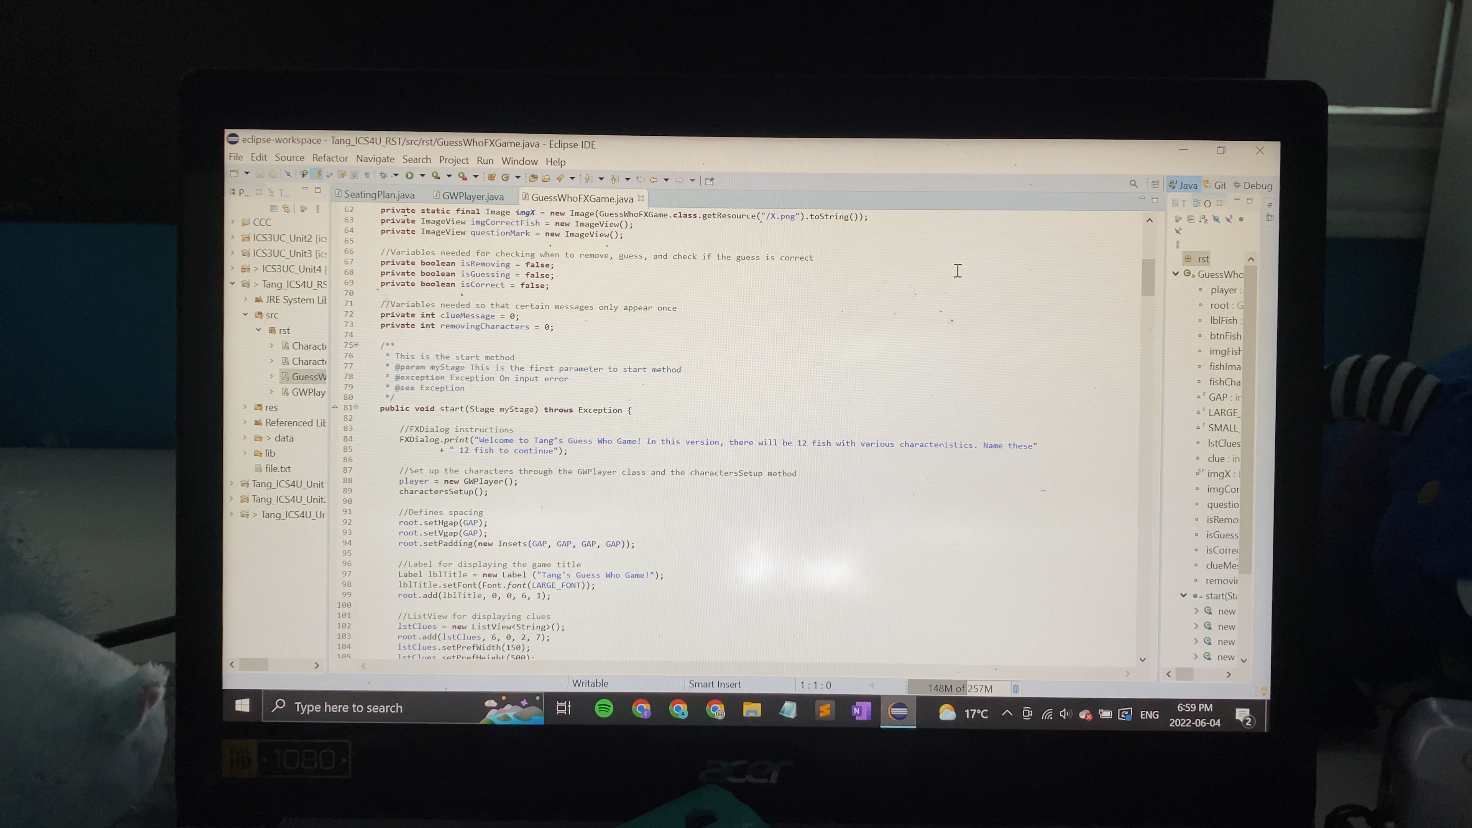 eclipse-workspace - Tang_ICS4U_RST/src/rst/GuessWhoFXGame.java - Eclipse IDE
File Edit Source Refactor Navigate Search Project Run Window Help
P... T...
SeatingPlan.java GWPlayer.java GuessWhoFXGame.java
Java Git Debug
CCC
ICS3UC_Unit2 [ic
ICS3UC_Unit3 [ic
> ICS3UC_Unit4 [
> Tang_ICS4U_RS
JRE System Lib
src
rst
Charact
Charact
GuessW
GWPlay
res
Referenced Lib
> data
lib
file.txt
Tang_ICS4U_Unit
Tang_ICS4U_Unit.
> Tang_ICS4U_Ur
62 private static final Image imgX = new Image(GuessWhoFXGame.class.getResource("/X.png").toString());
63 private ImageView imgCorrectFish = new ImageView();
64 private ImageView questionMark = new ImageView();
65
66 //Variables needed for checking when to remove, guess, and check if the guess is correct
67 private boolean isRemoving = false;
68 private boolean isGuessing = false;
69 private boolean isCorrect = false;
70
71 //Variables needed so that certain messages only appear once
72 private int clueMessage = 0;
73 private int removingCharacters = 0;
74
75 /**
76 * This is the start method
77 * @param myStage This is the first parameter to start method
78 * @exception Exception On input error
79 * @see Exception
80 */
81 public void start(Stage myStage) throws Exception {
82
83 //FXDialog instructions
84 FXDialog.print("Welcome to Tang's Guess Who Game! In this version, there will be 12 fish with various characteristics. Name these"
85 + " 12 fish to continue");
86
87 //Set up the characters through the GWPlayer class and the charactersSetup method
88 player = new GWPlayer();
89 charactersSetup();
90
91 //Defines spacing
92 root.setHgap(GAP);
93 root.setVgap(GAP);
94 root.setPadding(new Insets(GAP, GAP, GAP, GAP));
95
96 //Label for displaying the game title
97 Label lblTitle = new Label ("Tang's Guess Who Game!");
98 lblTitle.setFont(Font.font(LARGE_FONT));
99 root.add(lblTitle, 0, 0, 6, 1);
100
101 //ListView for displaying clues
102 lstClues = new ListView<String>();
103 root.add(lstClues, 6, 0, 2, 7);
104 lstClues.setPrefWidth(150);
105 lstClues.setPrefHeight(500);
rst
GuessWho
player :
root : G
lblFish
btnFish
imgFish
fishIma
fishCha
GAP : in
LARGE_
SMALL_
lstClues
clue : in
imgX :
imgCor
questio
isRemo
isGuess
isCorrec
clueMes
removin
start(Sta
new
new
new
new
Writable Smart Insert 1 : 1 : 0 148M of 257M
Type here to search
17°C ENG 6:59 PM
2022-06-04 2
HD 1080
acer